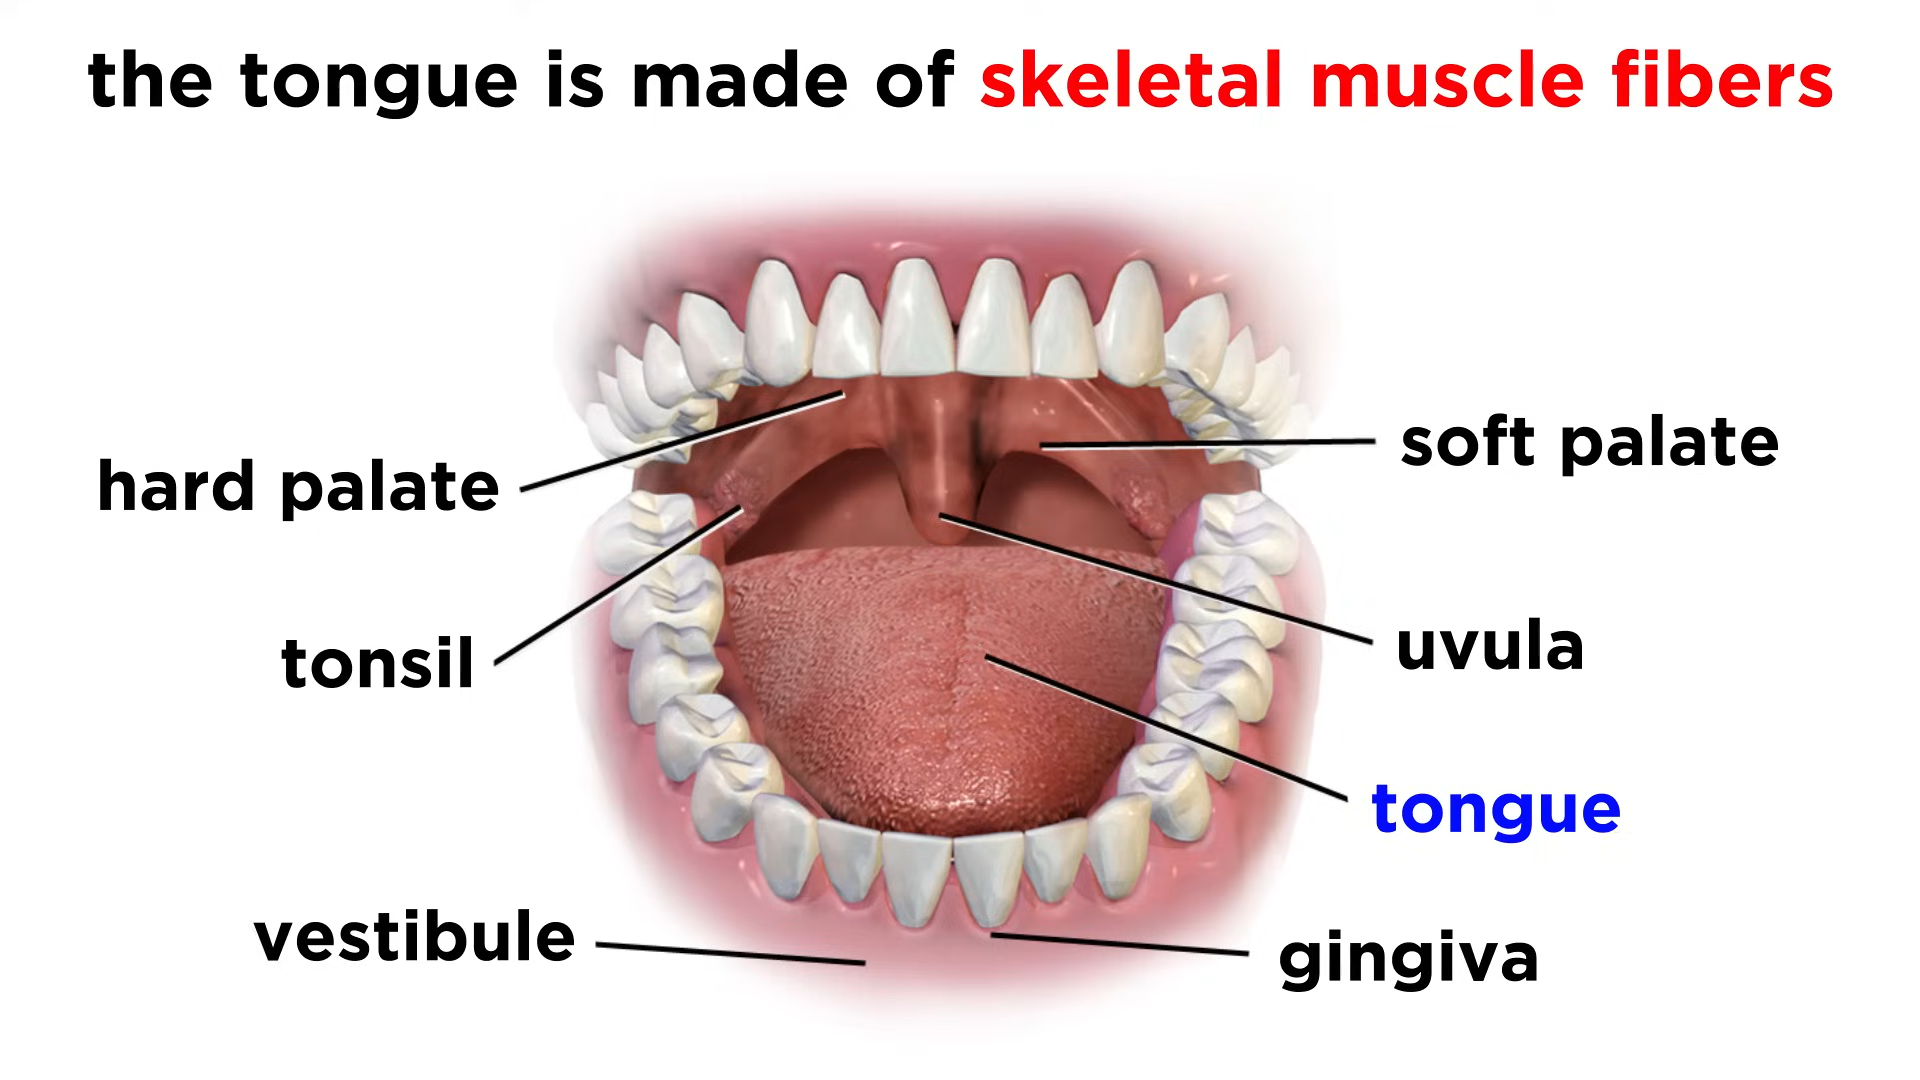 the tongue is made of skeletal muscle fibers
hard palate
soft palate
tonsil
uvula
tongue
vestibule
gingiva